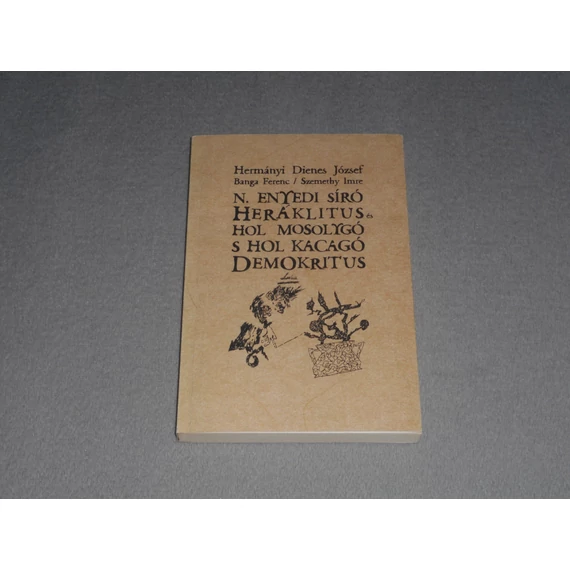 Hermányi Dienes József
Banga Ferenc / Szemethy Imre
N. ENYEDI SÍRÓ
HERÁKLITUS és
HOL MOSOLYGÓ
S HOL KACAGÓ
DEMOKRITUS